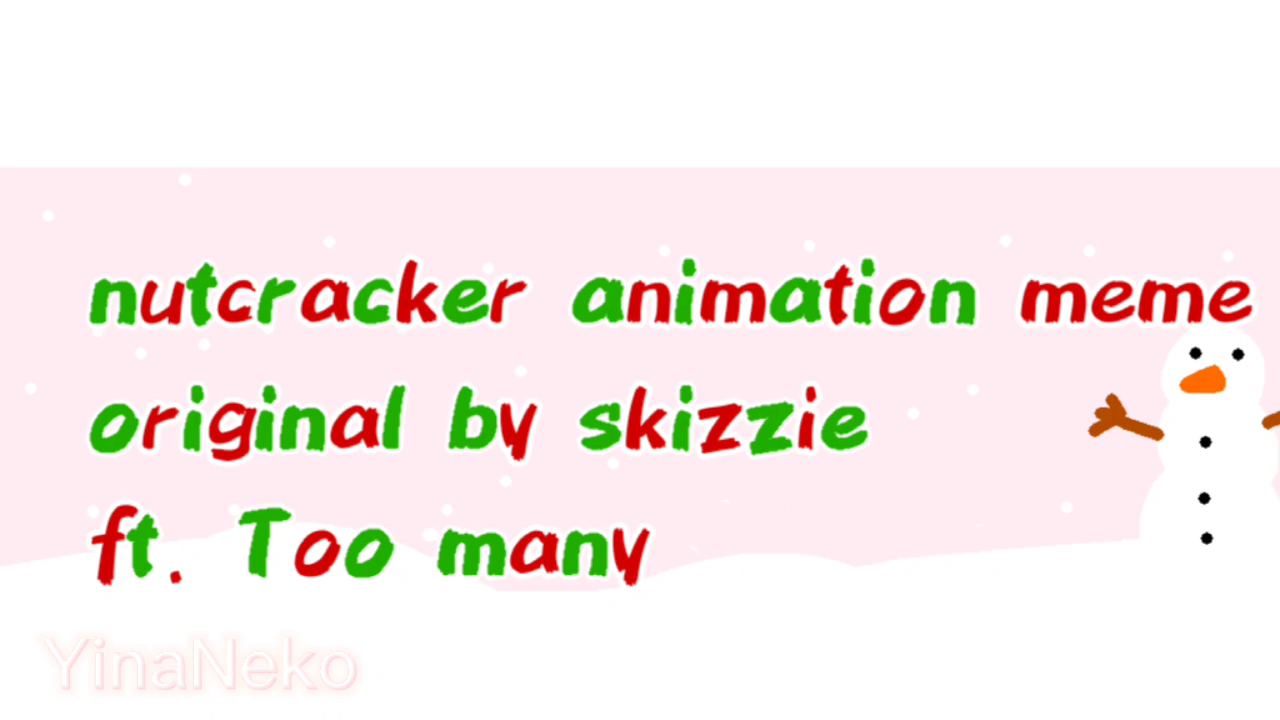 nutcracker animation meme
original by skizzie
ft. Too many
YinaNeko